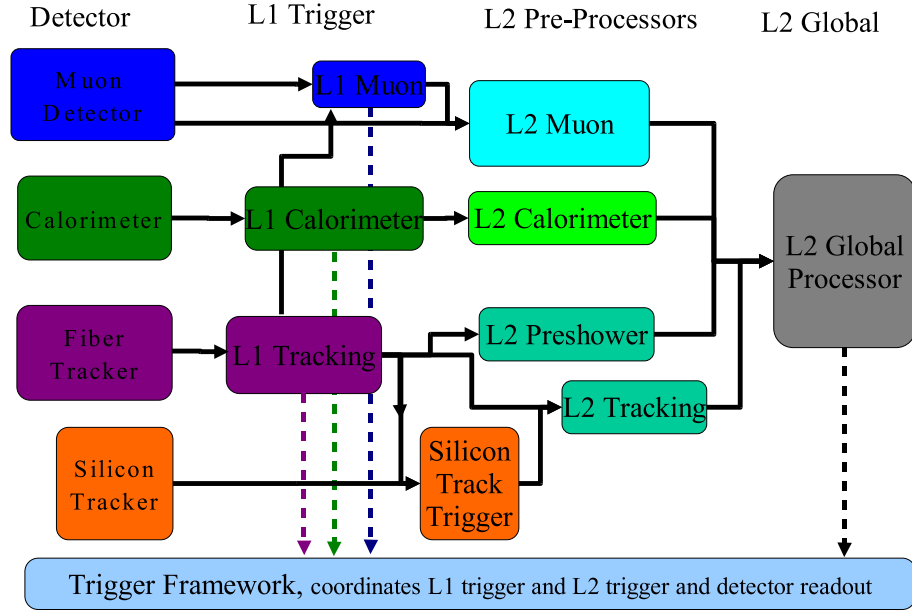 Detector
L1 Trigger
L2 Pre-Processors
L2 Global
Muon
Detector
L1 Muon
L2 Muon
Calorimeter
L1 Calorimeter
L2 Calorimeter
L2 Global
Processor
Fiber
Tracker
L1 Tracking
L2 Preshower
L2 Tracking
Silicon
Tracker
Silicon
Track
Trigger
Trigger Framework, coordinates L1 trigger and L2 trigger and detector readout